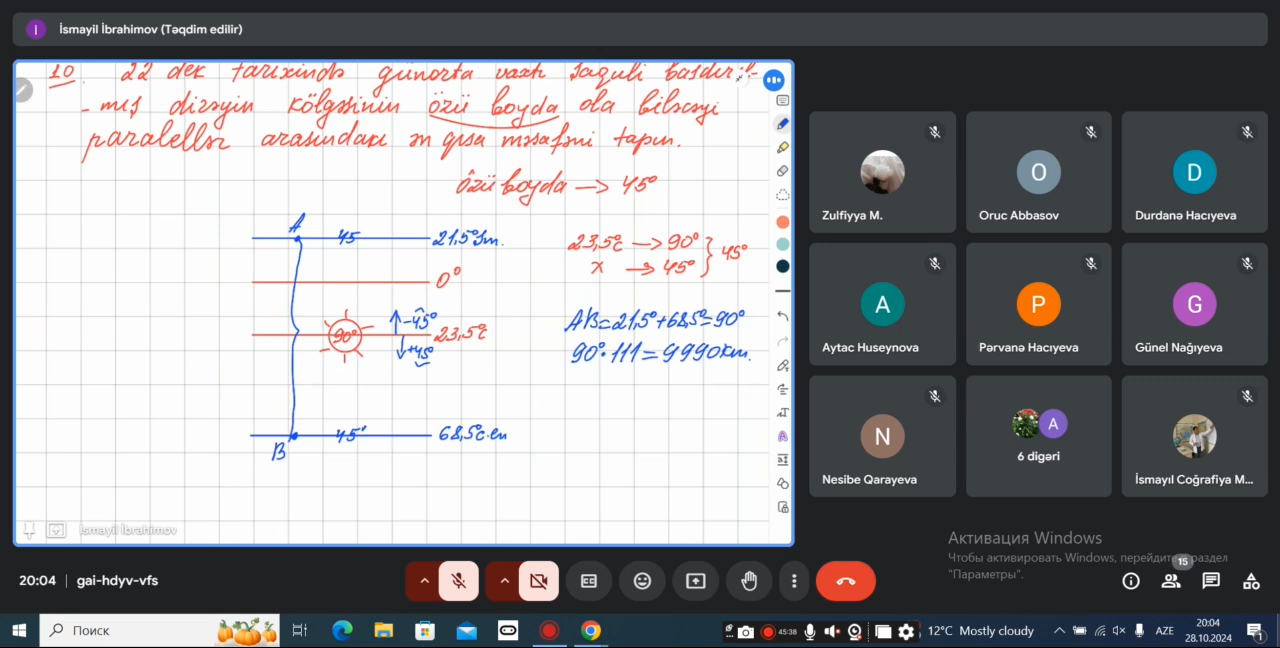 İsmayil İbrahimov (Təqdim edilir)
10. 22 dek tarixində günorta vaxtı şaquli basdırıl-
-mış dirəyin kölgəsinin özü boyda ola biləcəyi
paralellər arasındakı ən qısa məsafəni tapın.
özü boyda → 45°
A
45
21,5°Şm.
0°
90°
↑-45°
↓+45°
23,5°c
45°
68,5°c.en
B
23,5°c → 90° } 45°
x → 45°
AB=21,5°+68,5°=90°
90°·111=9990km.
İsmayil İbrahimov
Zulfiyya M.
O
Oruc Abbasov
D
Durdanə Hacıyeva
A
Aytac Huseynova
P
Pərvanə Hacıyeva
G
Günel Nağıyeva
N
Nesibe Qarayeva
A
6 digəri
İsmayıl Coğrafiya M...
Активация Windows
Чтобы активировать Windows, перейдите раздел
"Параметры".
15
20:04 | gai-hdyv-vfs
Поиск
45:38
12°C Mostly cloudy
AZE
20:04
28.10.2024
1